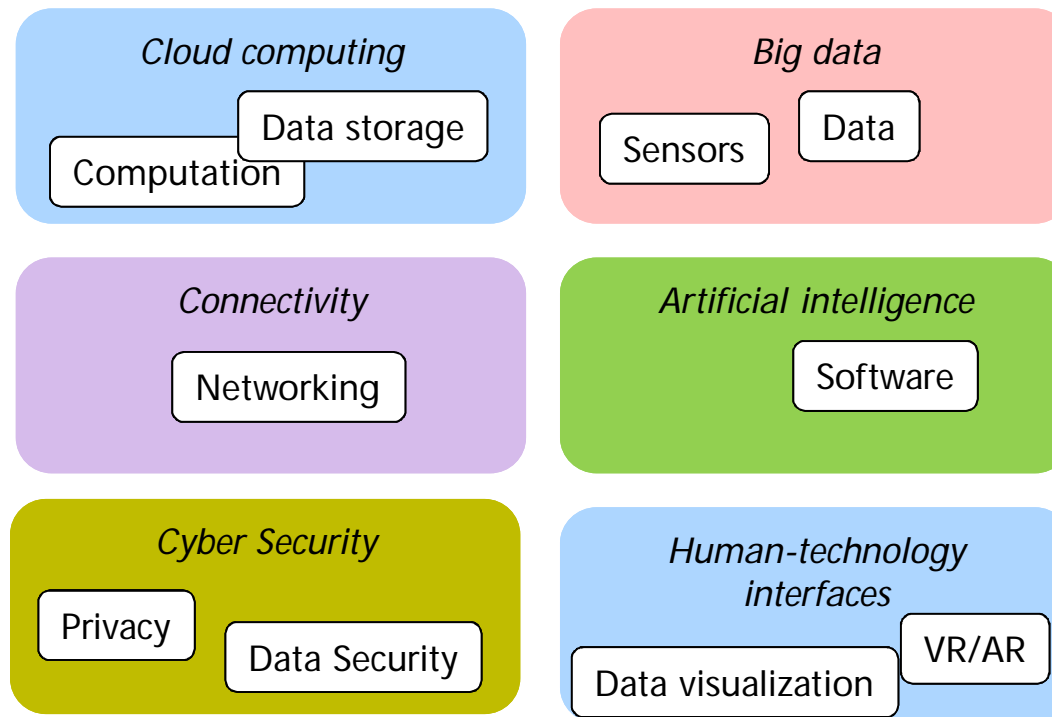 Cloud computing
Data storage
Computation
Big data
Data
Sensors
Connectivity
Networking
Artificial intelligence
Software
Cyber Security
Privacy
Data Security
Human-technology
interfaces
VR/AR
Data visualization